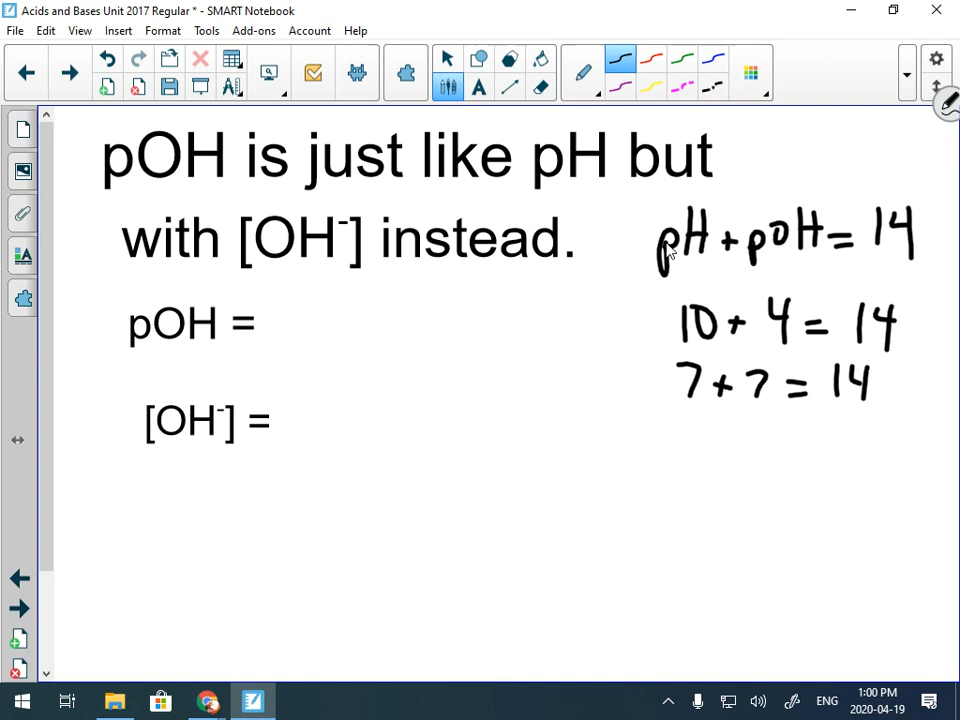 Acids and Bases Unit 2017 Regular * - SMART Notebook
File Edit View Insert Format Tools Add-ons Account Help
pOH is just like pH but
with [OH⁻] instead.
pH + pOH = 14
pOH =
10 + 4 = 14
7 + 7 = 14
[OH⁻] =
ENG
1:00 PM
2020-04-19